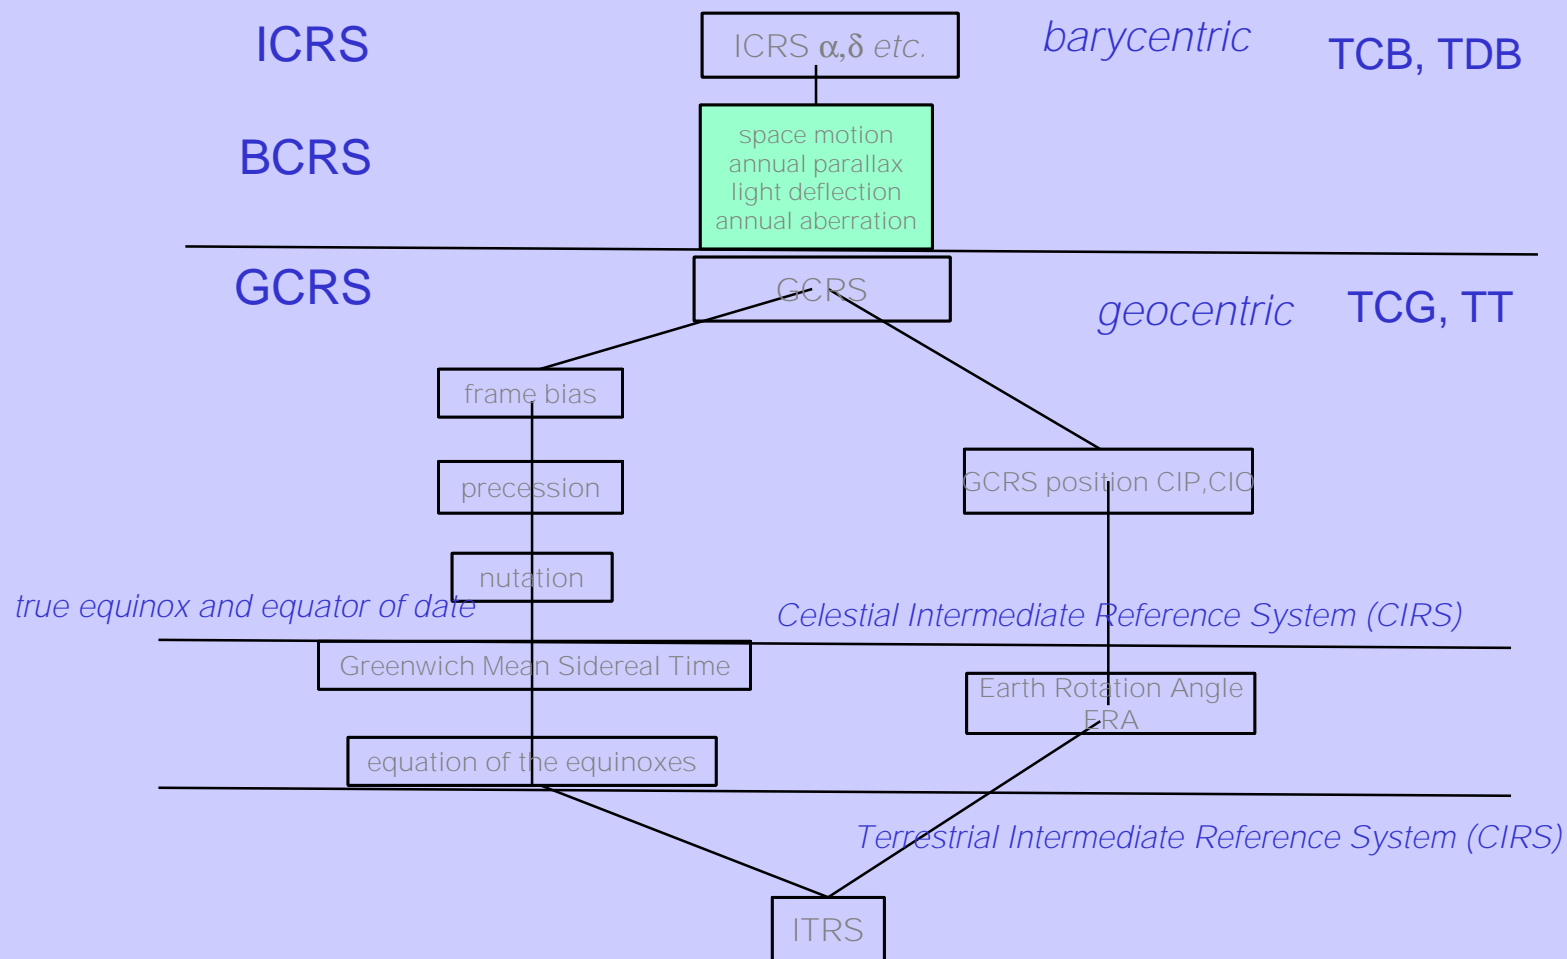 ICRS
ICRS α,δ etc.
barycentric
TCB, TDB
BCRS
space motion
annual parallax
light deflection
annual aberration
GCRS
GCRS
geocentric
TCG, TT
frame bias
precession
GCRS position CIP,CIO
nutation
true equinox and equator of date
Celestial Intermediate Reference System (CIRS)
Greenwich Mean Sidereal Time
Earth Rotation Angle
ERA
equation of the equinoxes
Terrestrial Intermediate Reference System (CIRS)
ITRS